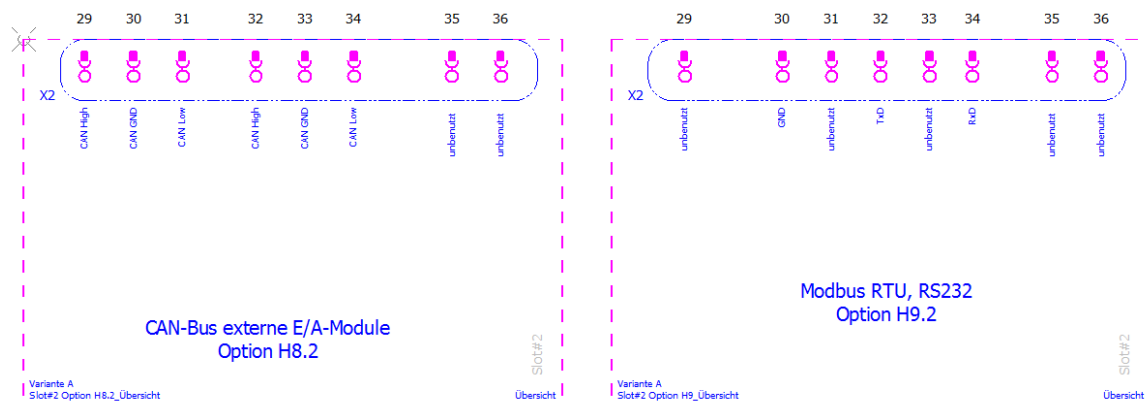 29 30 31 32 33 34 35 36
X2
CAN High CAN GND CAN Low CAN High CAN GND CAN Low unbenutzt unbenutzt
CAN-Bus externe E/A-Module
Option H8.2
Slot#2
Variante A
Slot#2 Option H8.2_Übersicht
Übersicht
29 30 31 32 33 34 35 36
X2
unbenutzt GND unbenutzt TxD unbenutzt RxD unbenutzt unbenutzt
Modbus RTU, RS232
Option H9.2
Slot#2
Variante A
Slot#2 Option H9_Übersicht
Übersicht